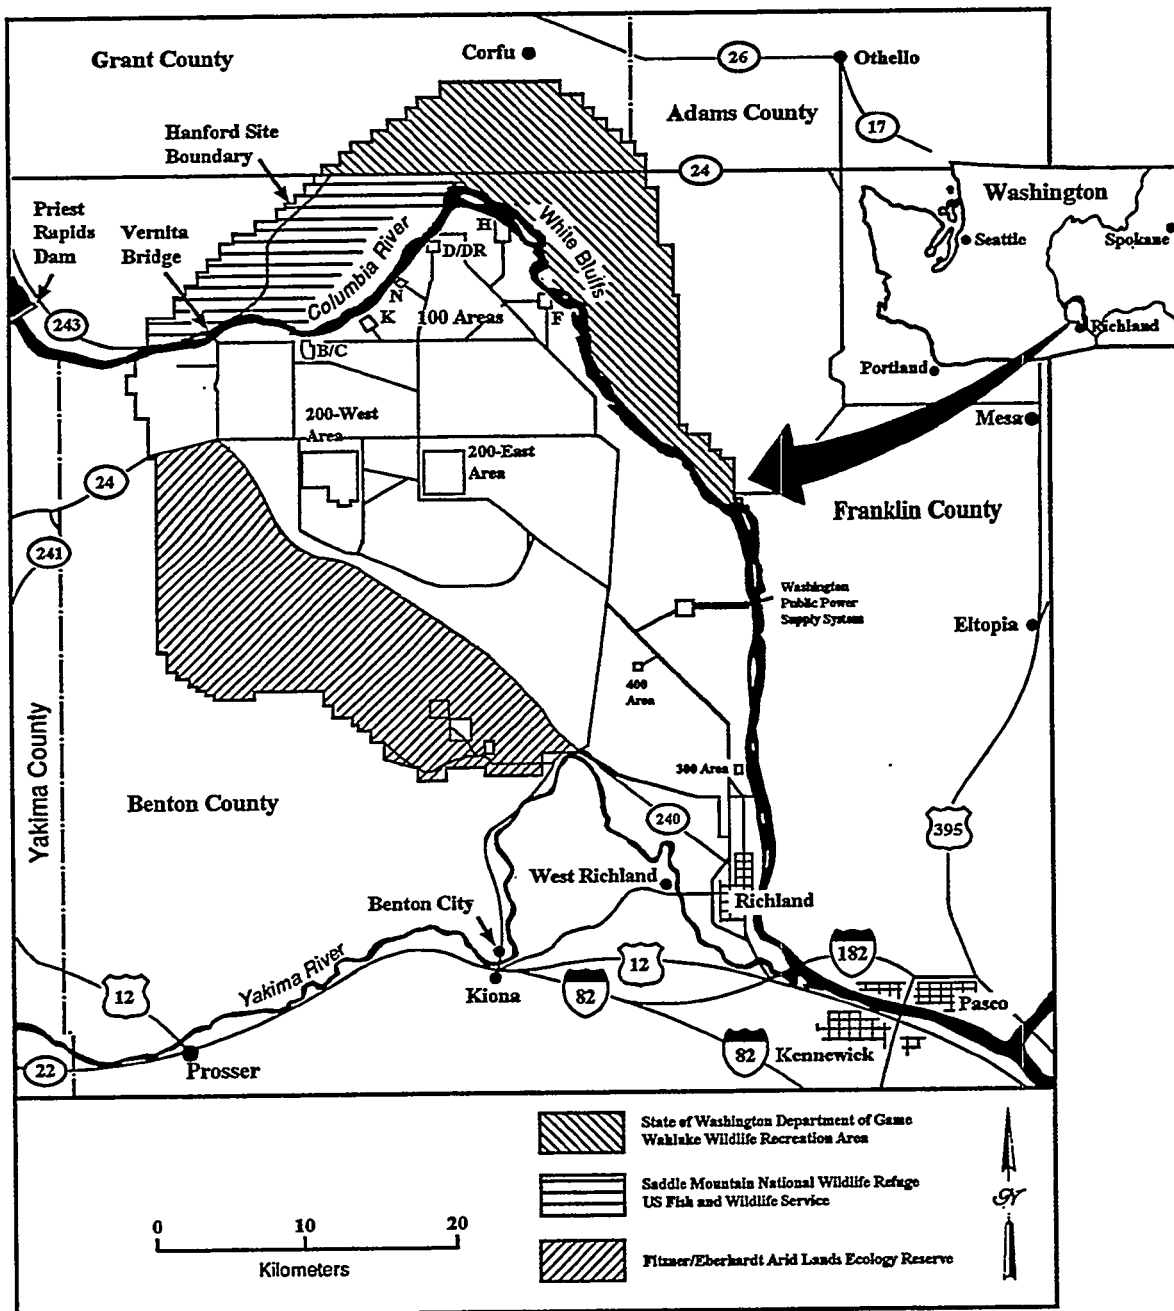 Grant County
Corfu
26
Othello
Adams County
17
Hanford Site
Boundary
24
Washington
Seattle
Spokane
Richland
Portland
Priest
Rapids
Dam
Vernita
Bridge
Columbia River
White Bluffs
H
D/DR
N
K
100 Areas
F
B/C
243
Mesa
200-West
Area
200-East
Area
24
Franklin County
241
Washington
Public Power
Supply System
Eltopia
400
Area
300 Area
Yakima County
Benton County
240
395
West Richland
Richland
Benton City
Yakima River
12
Kiona
82
12
182
Pasco
82
Kennewick
22
Prosser
12
State of Washington Department of Game
Wahlake Wildlife Recreation Area
Saddle Mountain National Wildlife Refuge
US Fish and Wildlife Service
Fitzner/Eberhardt Arid Lands Ecology Reserve
N
0 10 20
Kilometers